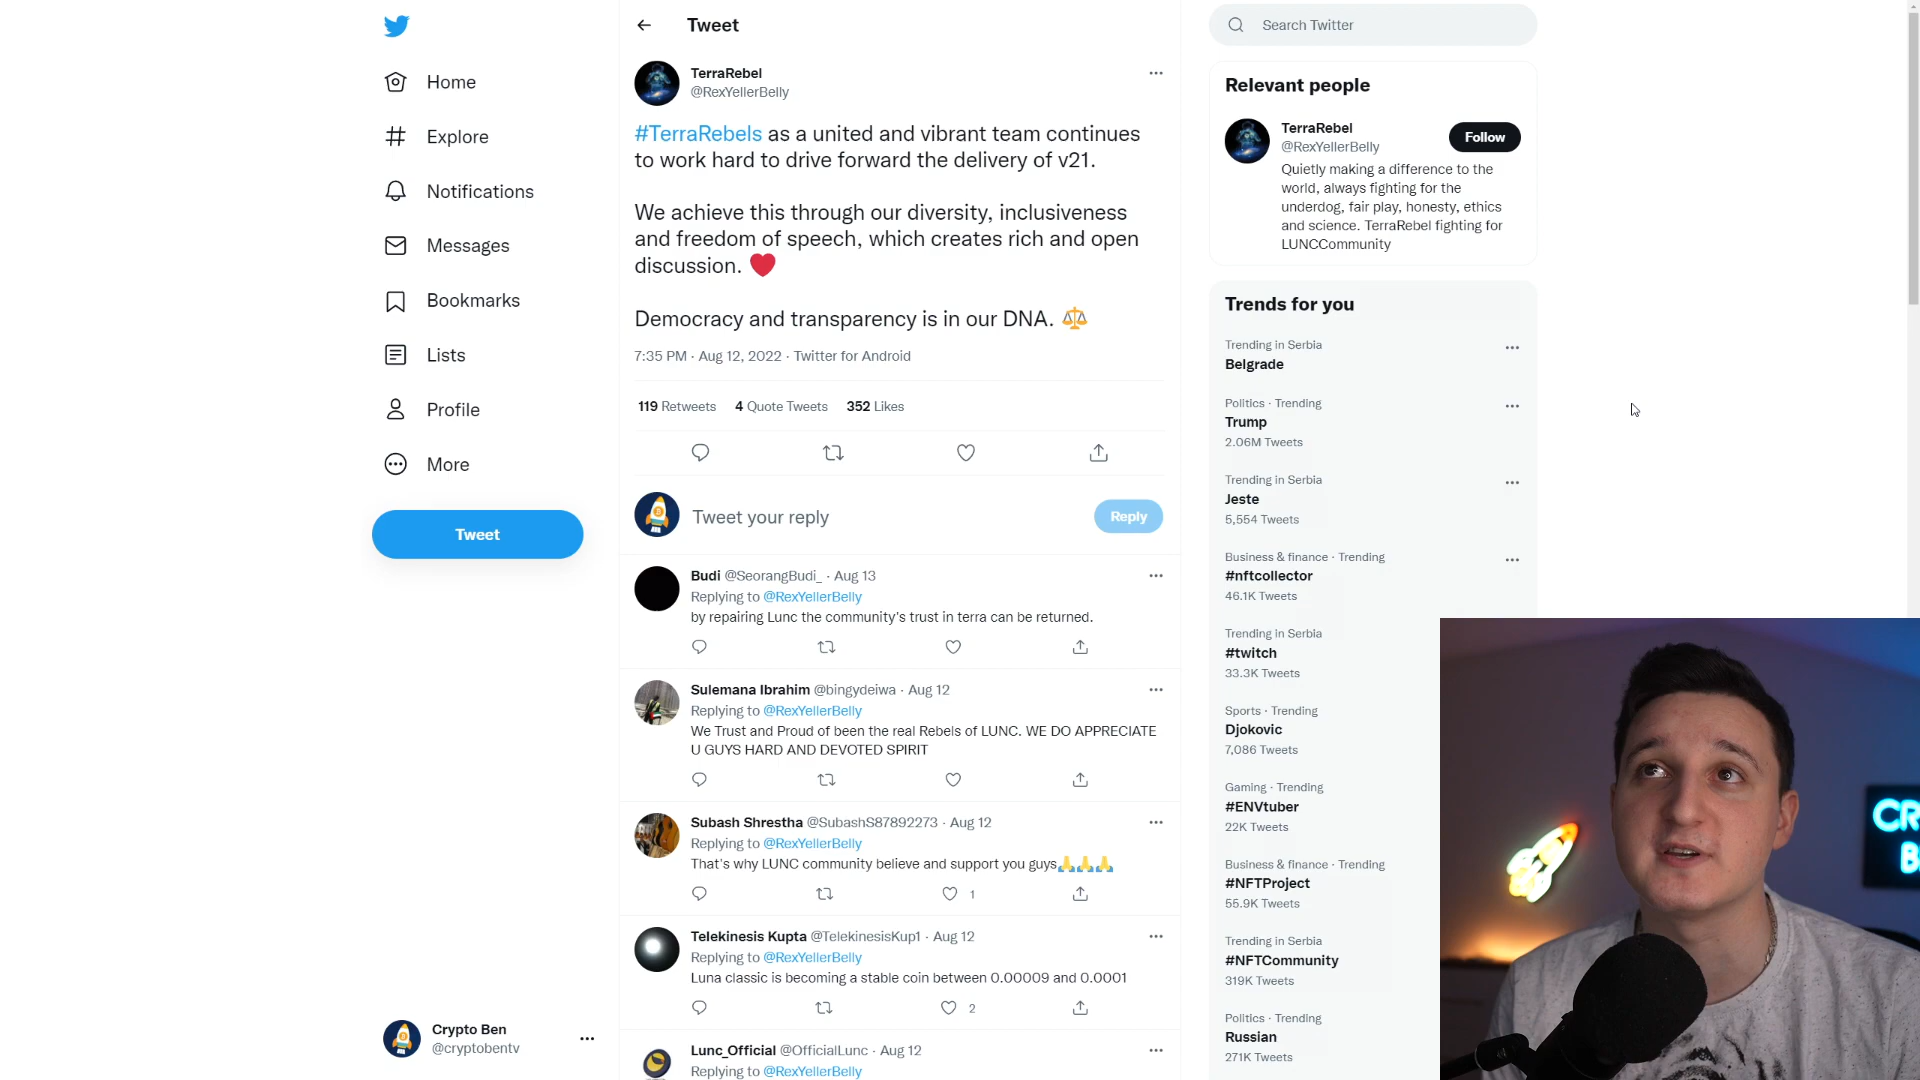 Home
Explore
Notifications
Messages
Bookmarks
Lists
Profile
More
Tweet
Crypto Ben
@cryptobentv
Tweet
TerraRebel
@RexYellerBelly
#TerraRebels as a united and vibrant team continues
to work hard to drive forward the delivery of v21.
We achieve this through our diversity, inclusiveness
and freedom of speech, which creates rich and open
discussion. ❤️
Democracy and transparency is in our DNA. ⚖️
7:35 PM · Aug 12, 2022 · Twitter for Android
119 Retweets 4 Quote Tweets 352 Likes
Tweet your reply
Reply
Budi @SeorangBudi_ · Aug 13
Replying to @RexYellerBelly
by repairing Lunc the community's trust in terra can be returned.
Sulemana Ibrahim @bingydeiwa · Aug 12
Replying to @RexYellerBelly
We Trust and Proud of been the real Rebels of LUNC. WE DO APPRECIATE
U GUYS HARD AND DEVOTED SPIRIT
Subash Shrestha @SubashS87892273 · Aug 12
Replying to @RexYellerBelly
That's why LUNC community believe and support you guys🙏🙏🙏
1
Telekinesis Kupta @TelekinesisKup1 · Aug 12
Replying to @RexYellerBelly
Luna classic is becoming a stable coin between 0.00009 and 0.0001
2
Lunc_Official @OfficialLunc · Aug 12
Replying to @RexYellerBelly
Search Twitter
Relevant people
TerraRebel
@RexYellerBelly
Follow
Quietly making a difference to the
world, always fighting for the
underdog, fair play, honesty, ethics
and science. TerraRebel fighting for
LUNCCommunity
Trends for you
Trending in Serbia
Belgrade
Politics · Trending
Trump
2.06M Tweets
Trending in Serbia
Jeste
5,554 Tweets
Business & finance · Trending
#nftcollector
46.1K Tweets
Trending in Serbia
#twitch
33.3K Tweets
Sports · Trending
Djokovic
7,086 Tweets
Gaming · Trending
#ENVtuber
22K Tweets
Business & finance · Trending
#NFTProject
55.9K Tweets
Trending in Serbia
#NFTCommunity
319K Tweets
Politics · Trending
Russian
271K Tweets
CR
B